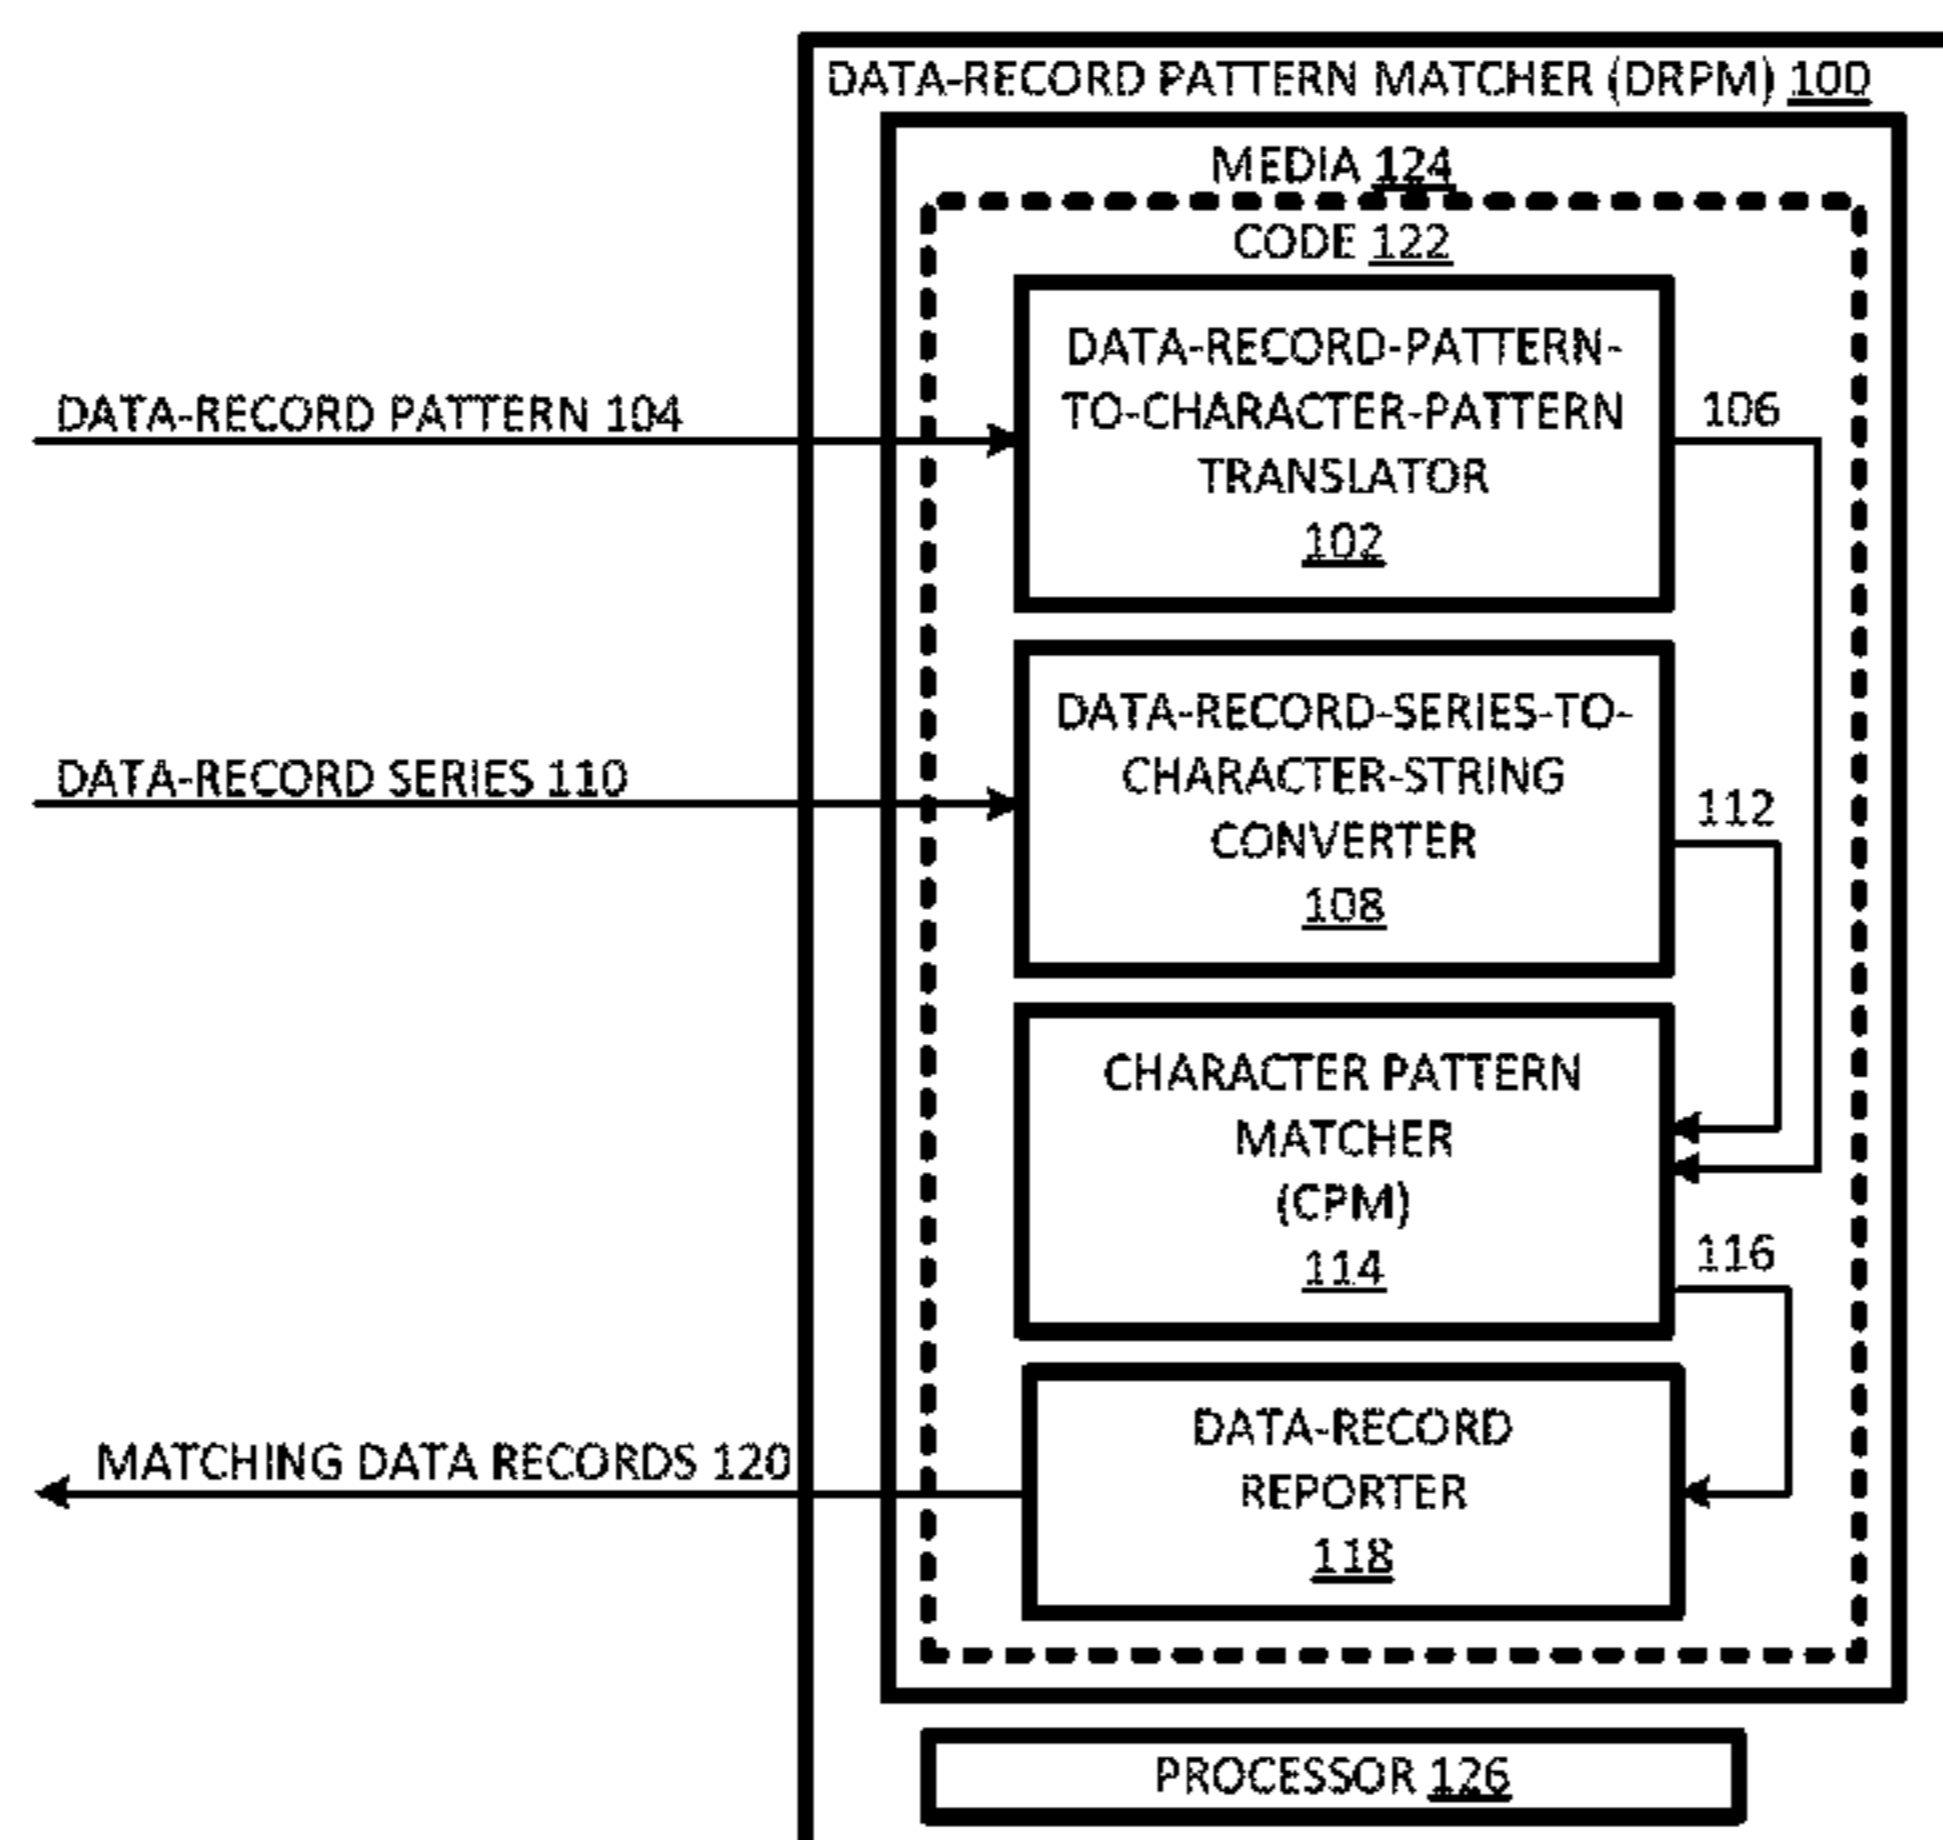 DATA-RECORD PATTERN MATCHER (DRPM) 100
MEDIA 124
CODE 122
DATA-RECORD-PATTERN-
TO-CHARACTER-PATTERN
TRANSLATOR
102
DATA-RECORD PATTERN 104
106
DATA-RECORD-SERIES-TO-
CHARACTER-STRING
CONVERTER
108
DATA-RECORD SERIES 110
112
CHARACTER PATTERN
MATCHER
(CPM)
114
116
DATA-RECORD
REPORTER
118
MATCHING DATA RECORDS 120
PROCESSOR 126